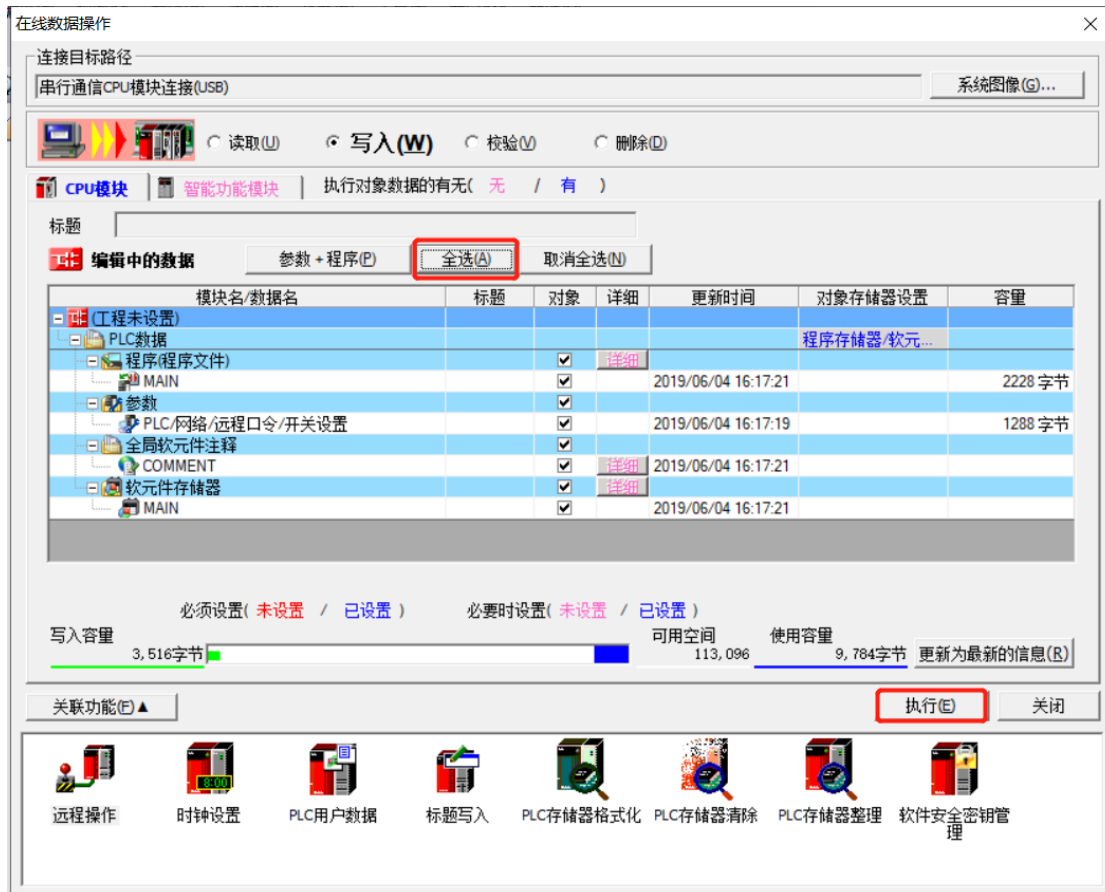 在线数据操作
连接目标路径
串行通信CPU模块连接(USB)
系统图像(G)...
读取(U) 写入(W) 校验(V) 删除(D)
CPU模块 智能功能模块 执行对象数据的有无( 无 / 有 )
标题
编辑中的数据 参数+程序(P) 全选(A) 取消全选(N)
模块名/数据名 标题 对象 详细 更新时间 对象存储器设置 容量
(工程未设置)
PLC数据 程序存储器/软元...
程序(程序文件) 详细
MAIN 2019/06/04 16:17:21 2228 字节
参数
PLC/网络/远程口令/开关设置 2019/06/04 16:17:19 1288 字节
全局软元件注释
COMMENT 详细 2019/06/04 16:17:21
软元件存储器 详细
MAIN 2019/06/04 16:17:21
必须设置( 未设置 / 已设置 ) 必要时设置( 未设置 / 已设置 )
写入容量 可用空间 使用容量
3,516字节 113,096 9,784字节 更新为最新的信息(R)
关联功能(F)▲ 执行(E) 关闭
8:00
远程操作 时钟设置 PLC用户数据 标题写入 PLC存储器格式化 PLC存储器清除 PLC存储器整理 软件安全密钥管
理